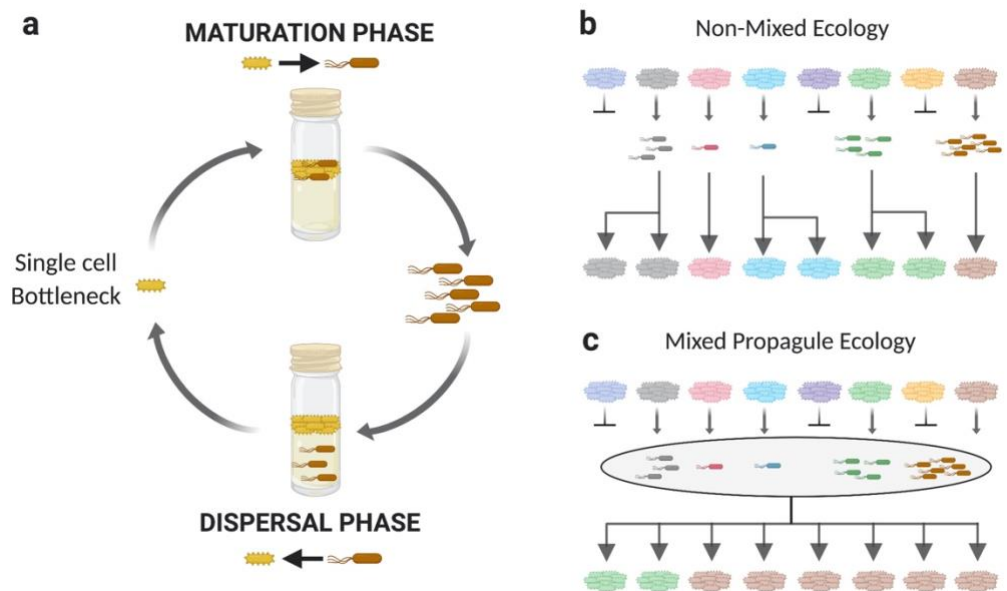 a
MATURATION PHASE
Single cell
Bottleneck
DISPERSAL PHASE
b
Non-Mixed Ecology
c
Mixed Propagule Ecology